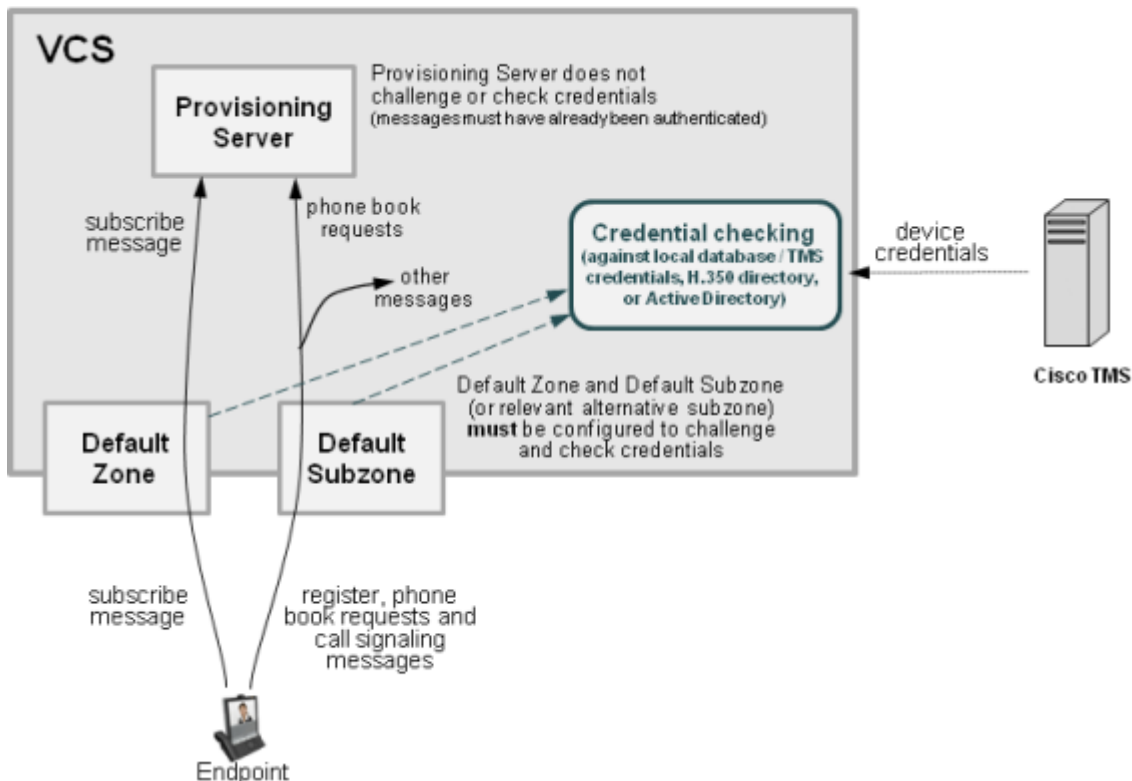 VCS
Provisioning
Server
Provisioning Server does not
challenge or check credentials
(messages must have already been authenticated)
subscribe
message
phone book
requests
other
messages
Credential checking
(against local database / TMS
credentials, H.350 directory,
or Active Directory)
device
credentials
Cisco TMS
Default Zone and Default Subzone
(or relevant alternative subzone)
must be configured to challenge
and check credentials
Default
Zone
Default
Subzone
subscribe
message
register, phone
book requests and
call signaling
messages
Endpoint